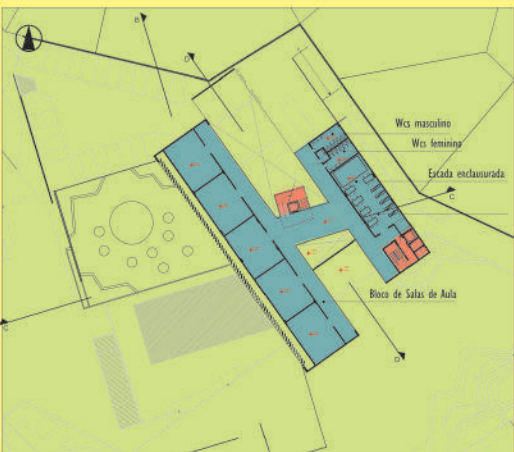 B
D
Wcs masculino
Wcs feminino
Escada enclausurada
C
Bloco de Salas de Aula
C
D